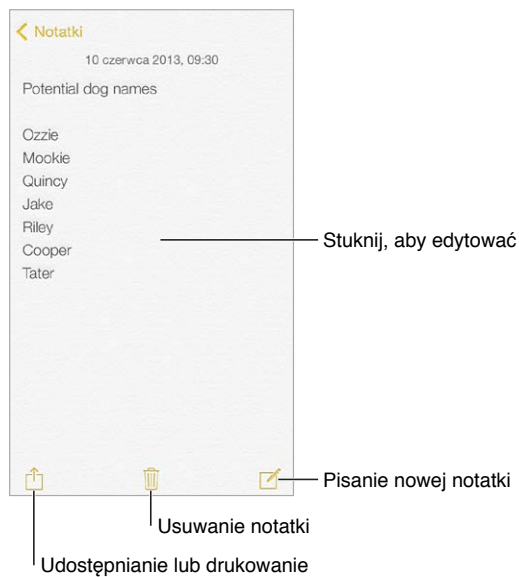 Notatki
10 czerwca 2013, 09:30
Potential dog names
Ozzie
Mookie
Quincy
Jake
Riley
Cooper
Tater
Stuknij, aby edytować
Pisanie nowej notatki
Usuwanie notatki
Udostępnianie lub drukowanie